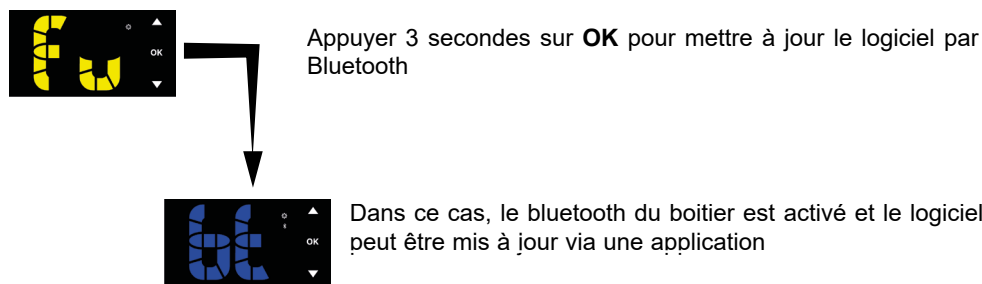 Fu
OK
Appuyer 3 secondes sur OK pour mettre à jour le logiciel par
Bluetooth
bt
OK
Dans ce cas, le bluetooth du boitier est activé et le logiciel
peut être mis à jour via une application